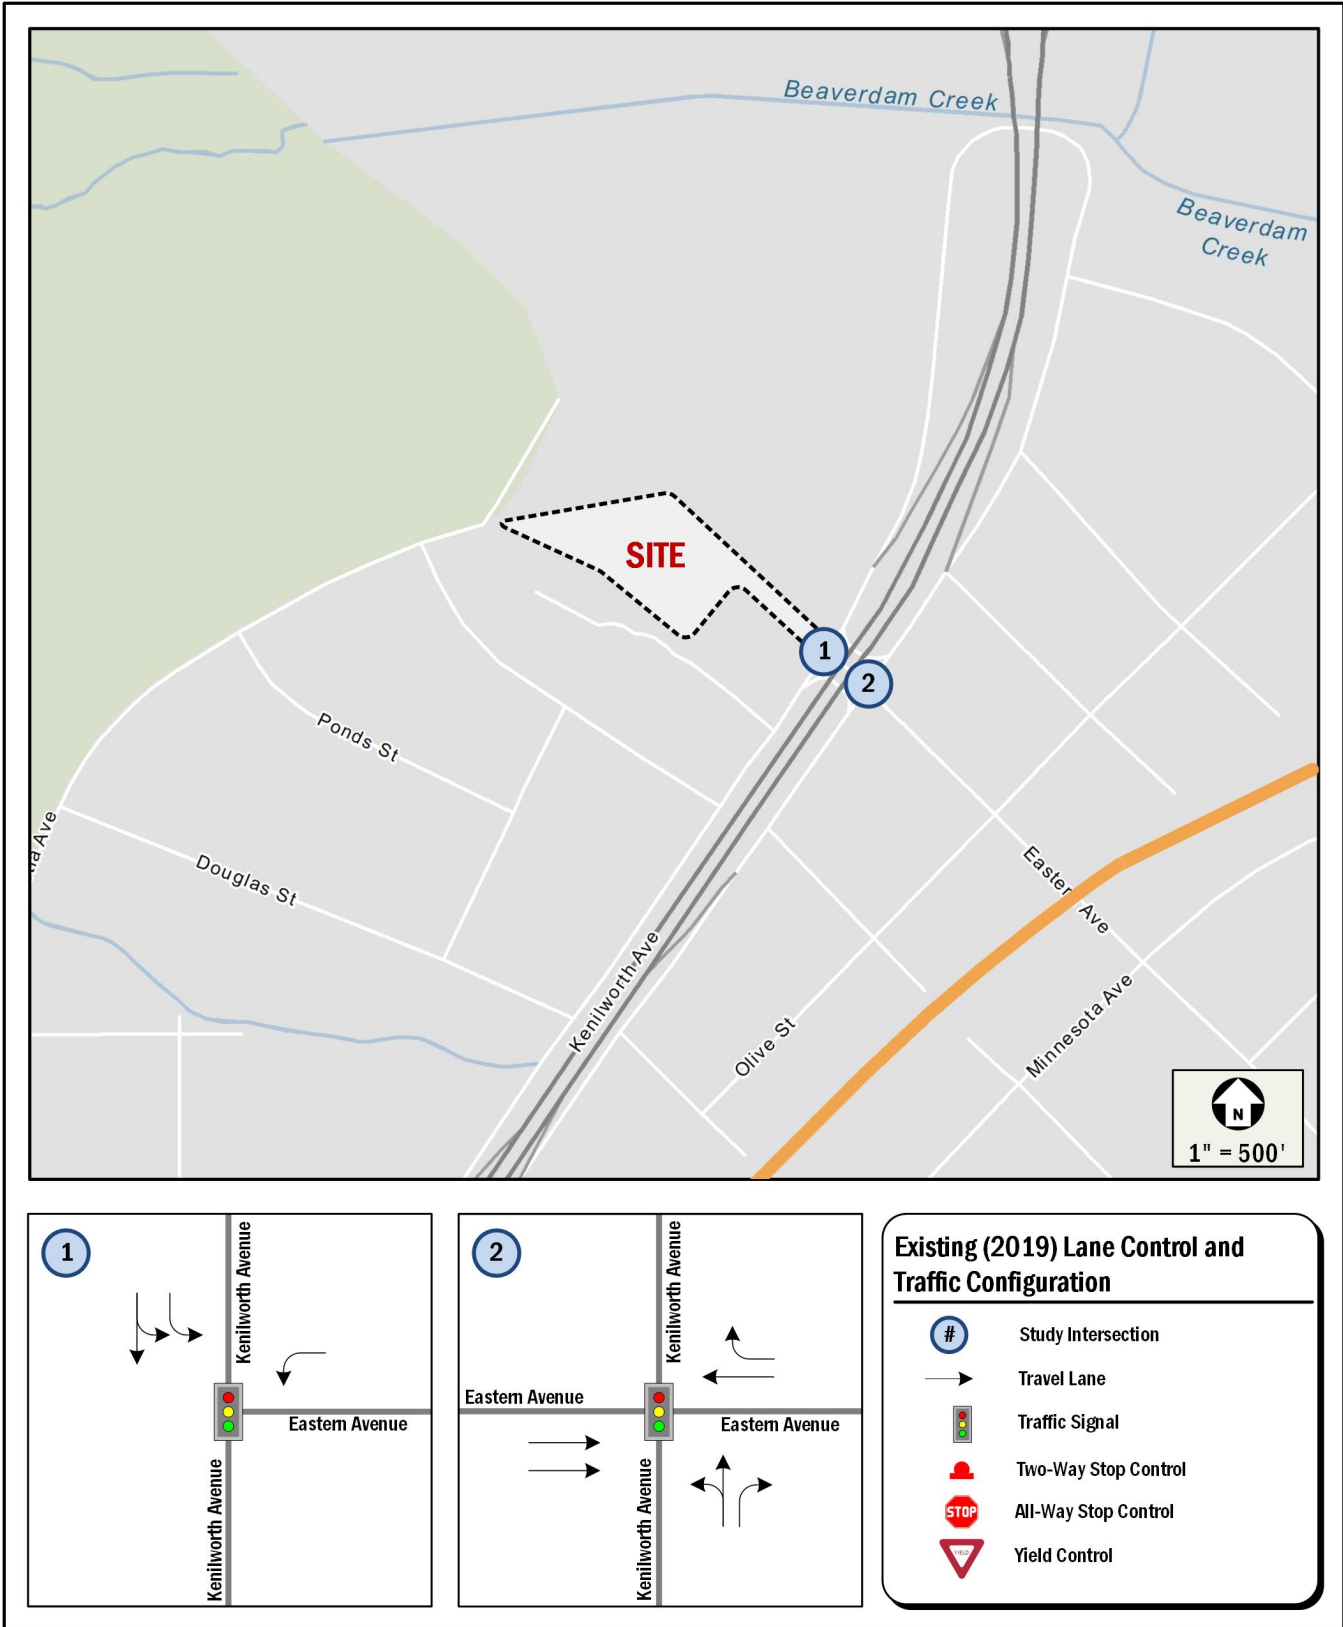 Beaverdam Creek
Beaverdam
Creek
SITE
1
2
Ponds St
Douglas St
ia Ave
Kenilworth Ave
Olive St
Eastern Ave
Minnesota Ave
N
1" = 500'
1
Kenilworth Avenue
Eastern Avenue
Kenilworth Avenue
2
Kenilworth Avenue
Eastern Avenue
Eastern Avenue
Kenilworth Avenue
Existing (2019) Lane Control and
Traffic Configuration
# Study Intersection
Travel Lane
Traffic Signal
Two-Way Stop Control
STOP All-Way Stop Control
YIELD Yield Control